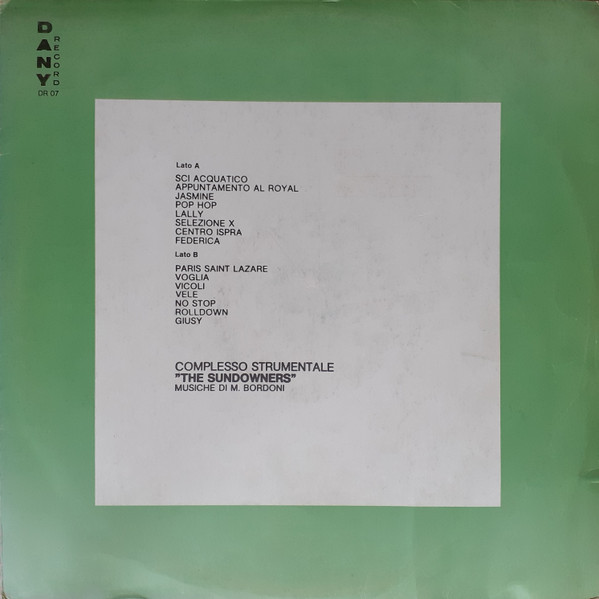 DANY
RECORD
DR 07
Lato A
SCI ACQUATICO
APPUNTAMENTO AL ROYAL
JASMINE
POP HOP
LALLY
SELEZIONE X
CENTRO ISPRA
FEDERICA
Lato B
PARIS SAINT LAZARE
VOGLIA
VICOLI
VELE
NO STOP
ROLLDOWN
GIUSY
COMPLESSO STRUMENTALE
"THE SUNDOWNERS"
MUSICHE DI M. BORDONI